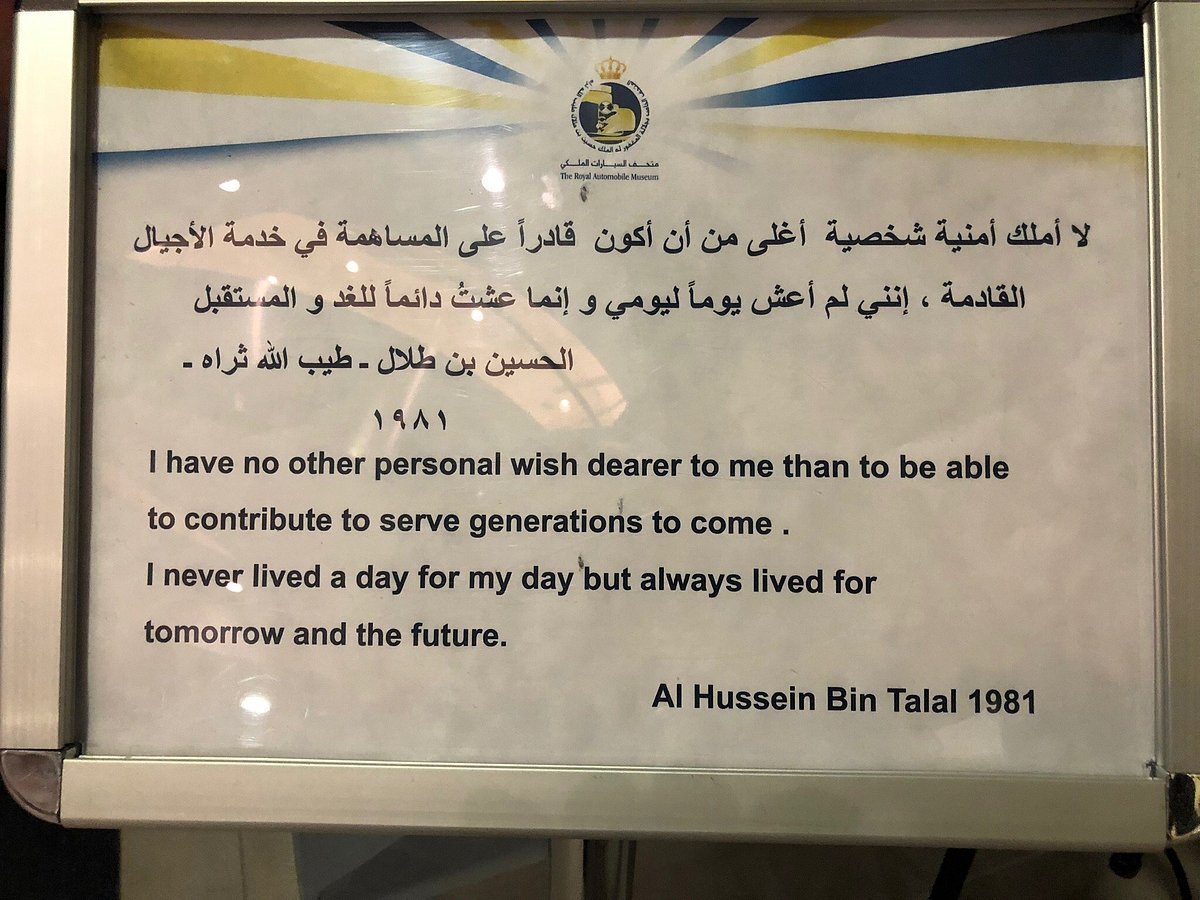 متحف السيارات الملكي
The Royal Automobile Museum
لا أملك أمنية شخصية أغلى من أن أكون قادراً على المساهمة في خدمة الأجيال
القادمة ، إنني لم أعش يوماً ليومي و إنما عشتُ دائماً للغد و المستقبل
الحسين بن طلال ـ طيب الله ثراه ـ
١٩٨١
I have no other personal wish dearer to me than to be able
to contribute to serve generations to come .
I never lived a day for my day but always lived for
tomorrow and the future.
Al Hussein Bin Talal 1981